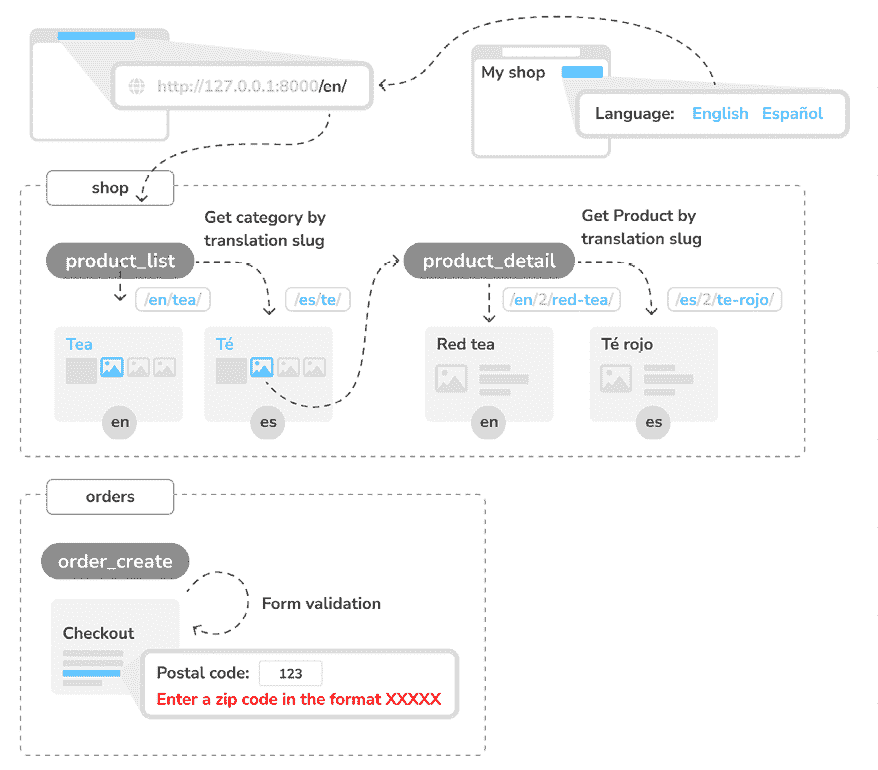 http://127.0.0.1:8000/en/
My shop
Language: English Español
shop
Get category by
translation slug
Get Product by
translation slug
product_list
product_detail
/en/tea/
/es/te/
/en/2/red-tea/
/es/2/te-rojo/
Tea
Té
Red tea
Té rojo
en
es
en
es
orders
order_create
Form validation
Checkout
Postal code: 123
Enter a zip code in the format XXXXX